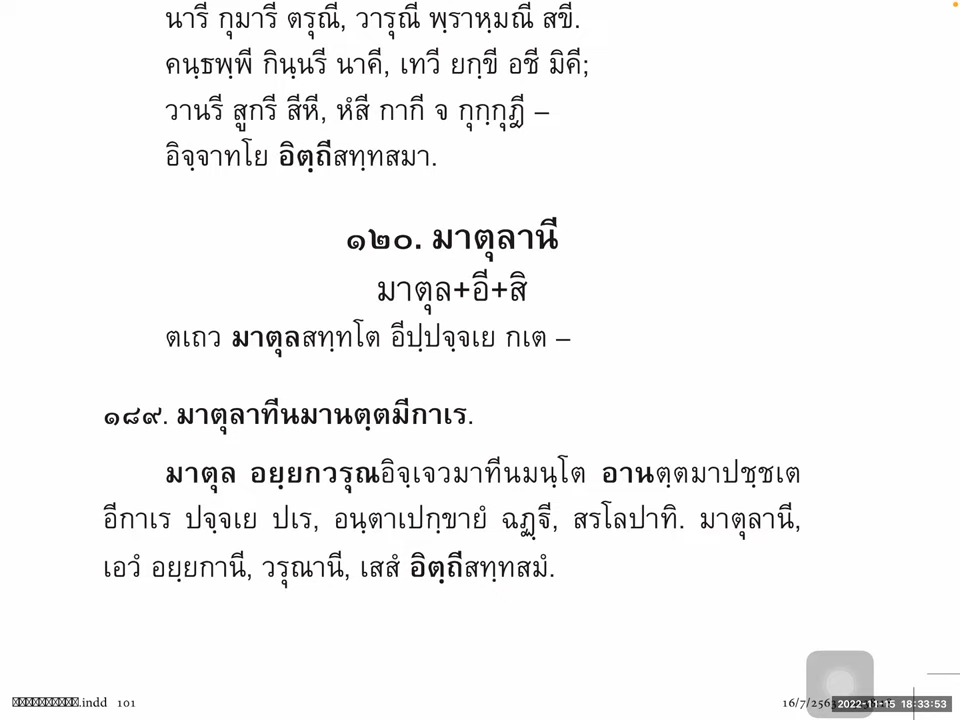 นารี กุมารี ตรุณี, วารุณี พฺราหฺมณี สขี.
คนฺธพฺพี กินฺนรี นาคี, เทวี ยกฺขี อชี มิคี;
วานรี สูกรี สีหี, หํสี กากี จ กุกฺกุฏี –
อิจฺจาทโย อิตฺถีสทฺทสมา.
๑๒๐. มาตุลานี
มาตุล+อี+สิ
ตเถว มาตุลสทฺทโต อีปฺปจฺจเย กเต –
๑๘๙. มาตุลาทีนมานตฺตมีกาเร.
มาตุล อยฺยกวรุณอิจฺเจวมาทีนมนฺโต อานตฺตมาปชฺชเต
อีกาเร ปจฺจเย ปเร, อนฺตาเปกฺขายํ ฉฏฺฐี, สรโลปาทิ. มาตุลานี,
เอวํ อยฺยกานี, วรุณานี, เสสํ อิตฺถีสทฺทสมํ.
.indd 101
16/7/256
2022-11-15 18:33:53